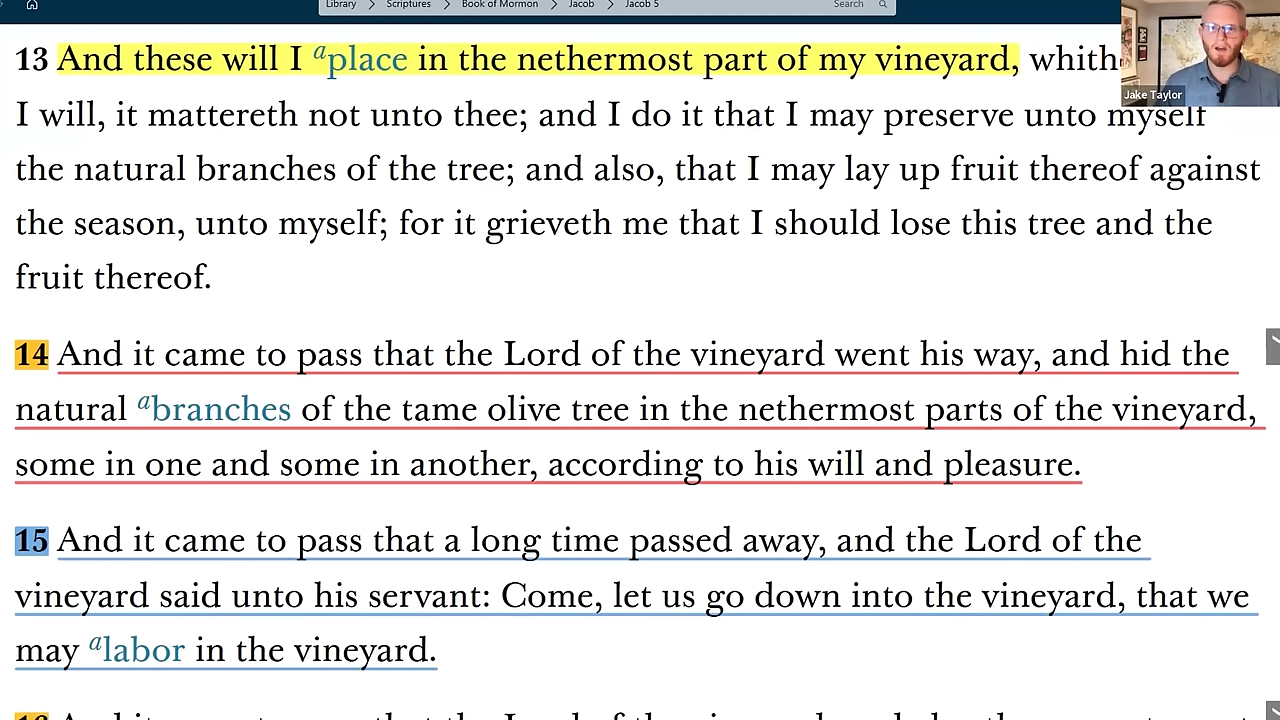 Library > Scriptures > Book of Mormon > Jacob > Jacob 5 Search
Jake Taylor
13 And these will I a place in the nethermost part of my vineyard, whith
I will, it mattereth not unto thee; and I do it that I may preserve unto myself
the natural branches of the tree; and also, that I may lay up fruit thereof against
the season, unto myself; for it grieveth me that I should lose this tree and the
fruit thereof.
14 And it came to pass that the Lord of the vineyard went his way, and hid the
natural a branches of the tame olive tree in the nethermost parts of the vineyard,
some in one and some in another, according to his will and pleasure.
15 And it came to pass that a long time passed away, and the Lord of the
vineyard said unto his servant: Come, let us go down into the vineyard, that we
may a labor in the vineyard.